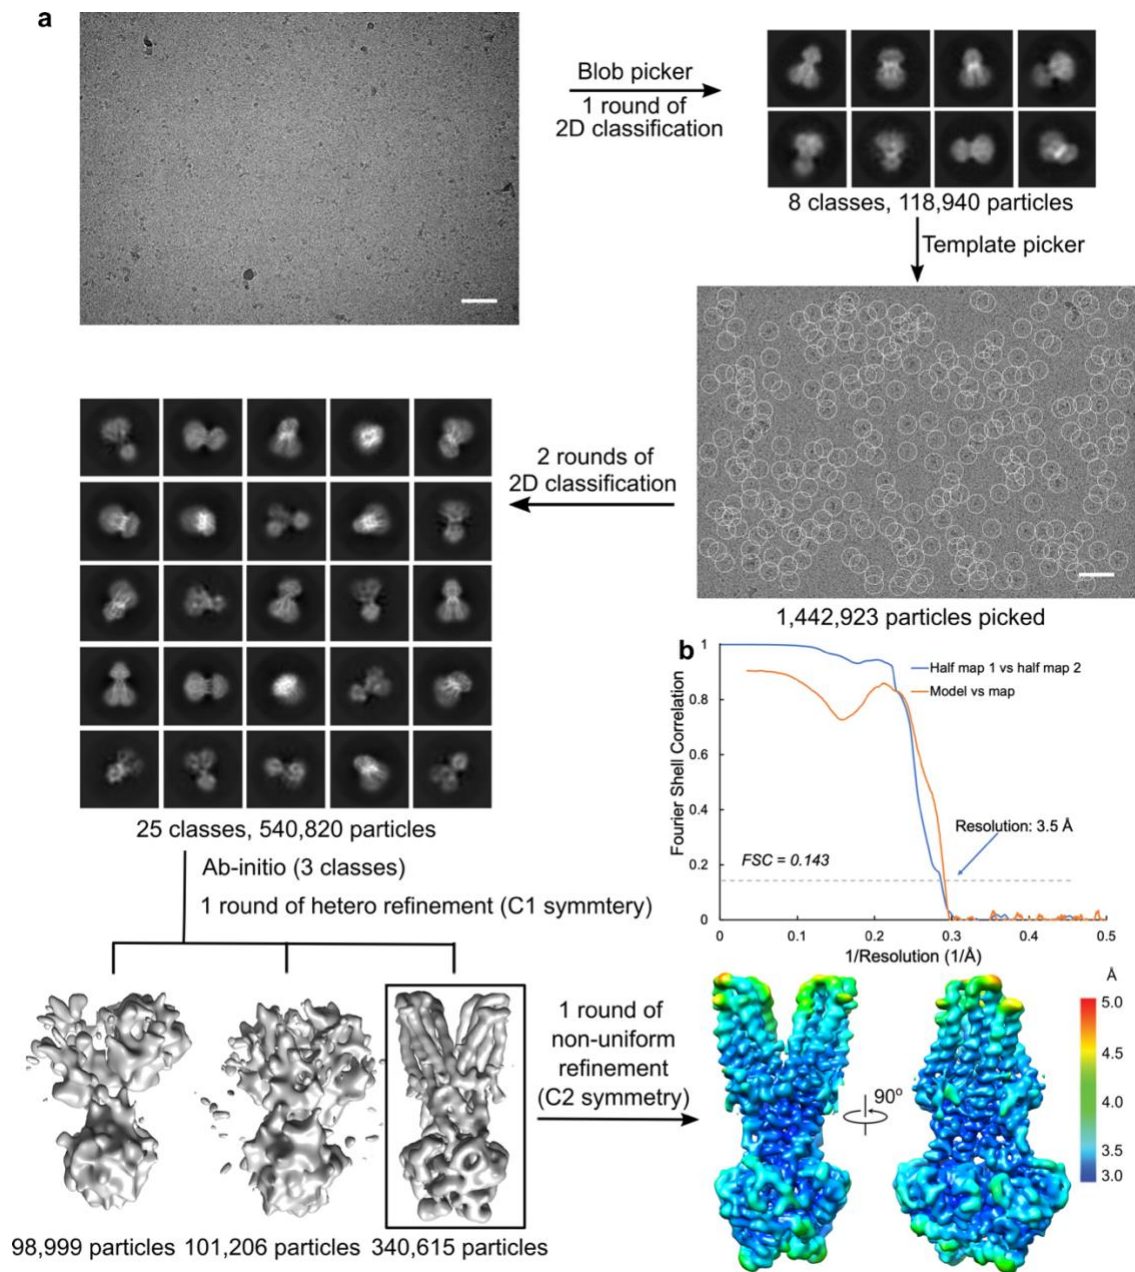 a
Blob picker
1 round of
2D classification
8 classes, 118,940 particles
Template picker
1,442,923 particles picked
2 rounds of
2D classification
25 classes, 540,820 particles
Ab-initio (3 classes)
1 round of hetero refinement (C1 symmtery)
98,999 particles
101,206 particles
340,615 particles
1 round of
non-uniform
refinement
(C2 symmetry)
b
Half map 1 vs half map 2
Model vs map
Fourier Shell Correlation
1
0.8
0.6
0.4
0.2
0
Resolution: 3.5 Å
FSC = 0.143
0 0.1 0.2 0.3 0.4 0.5
1/Resolution (1/Å)
90º
Å
5.0
4.5
4.0
3.5
3.0